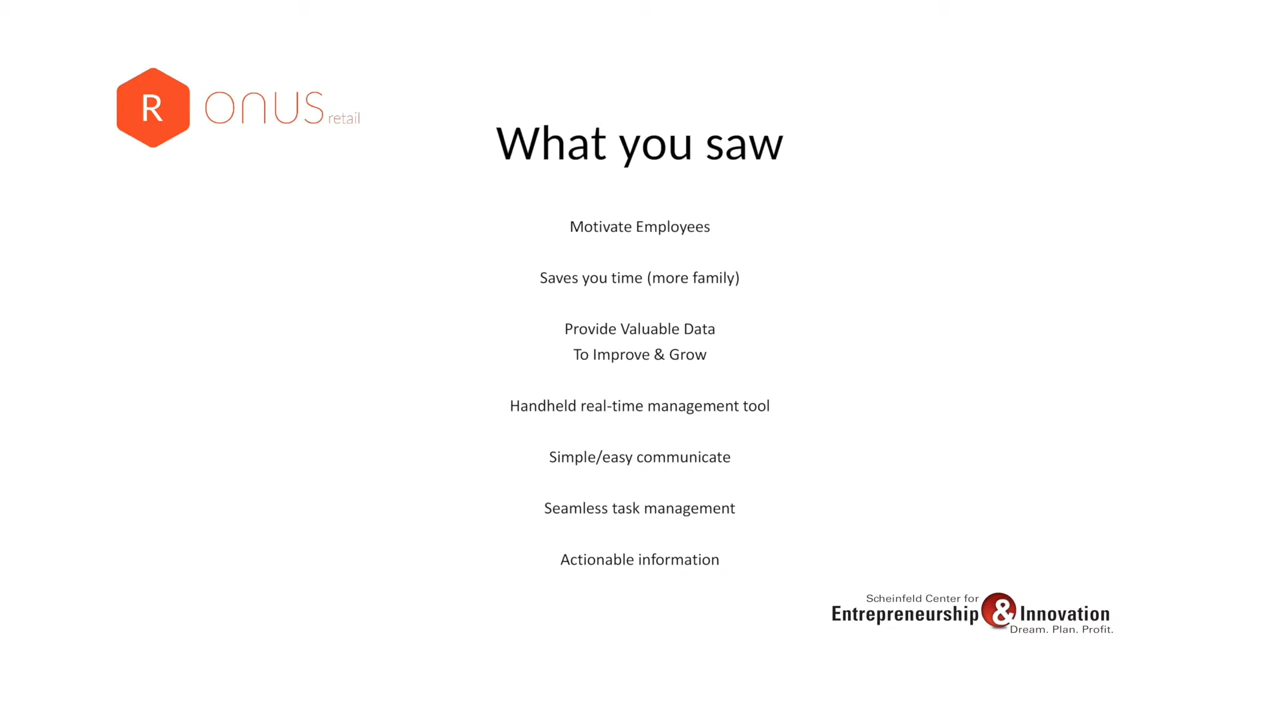 R onus retail
What you saw
Motivate Employees
Saves you time (more family)
Provide Valuable Data
To Improve & Grow
Handheld real-time management tool
Simple/easy communicate
Seamless task management
Actionable information
Scheinfeld Center for
Entrepreneurship & Innovation
Dream. Plan. Profit.